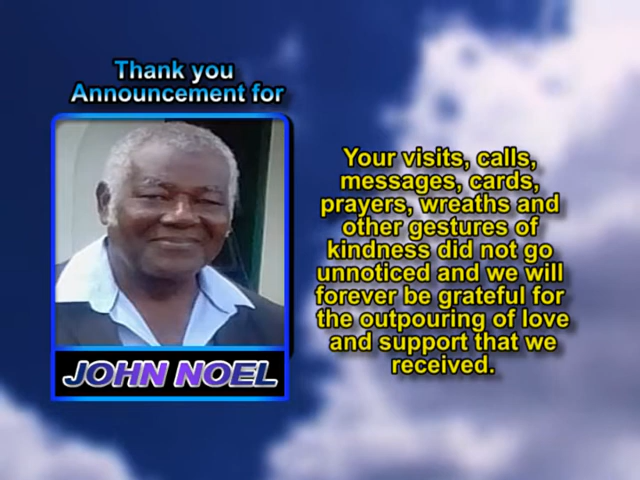 Thank you
Announcement for
JOHN NOEL
Your visits, calls,
messages, cards,
prayers, wreaths and
other gestures of
kindness did not go
unnoticed and we will
forever be grateful for
the outpouring of love
and support that we
received.